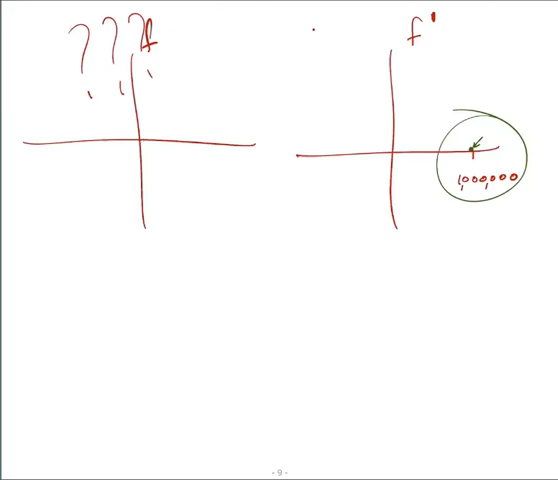 ? ? ? f
f'
1,000,000
- 9 -